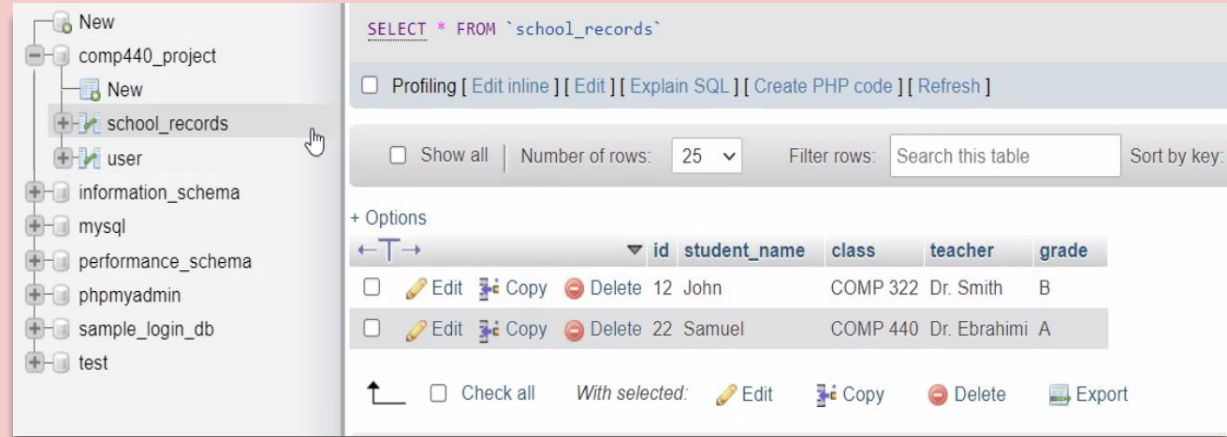 New
comp440_project
New
school_records
user
information_schema
mysql
performance_schema
phpmyadmin
sample_login_db
test
SELECT * FROM `school_records`
Profiling [ Edit inline ] [ Edit ] [ Explain SQL ] [ Create PHP code ] [ Refresh ]
Show all | Number of rows: 25 Filter rows: Search this table Sort by key:
+ Options
←T→ id student_name class teacher grade
Edit Copy Delete 12 John COMP 322 Dr. Smith B
Edit Copy Delete 22 Samuel COMP 440 Dr. Ebrahimi A
Check all With selected: Edit Copy Delete Export